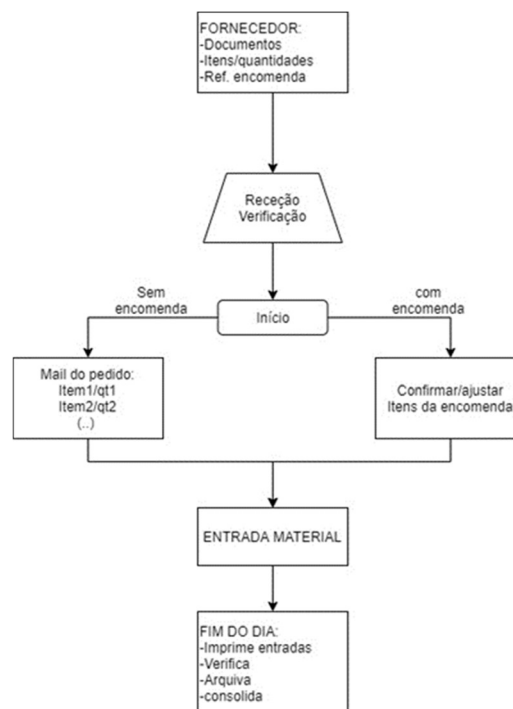 FORNECEDOR:
-Documentos
-Itens/quantidades
-Ref. encomenda
Receção
Verificação
Sem
encomenda
Início
com
encomenda
Mail do pedido:
Item1/qt1
Item2/qt2
(..)
Confirmar/ajustar
Itens da encomenda
ENTRADA MATERIAL
FIM DO DIA:
-Imprime entradas
-Verifica
-Arquiva
-consolida